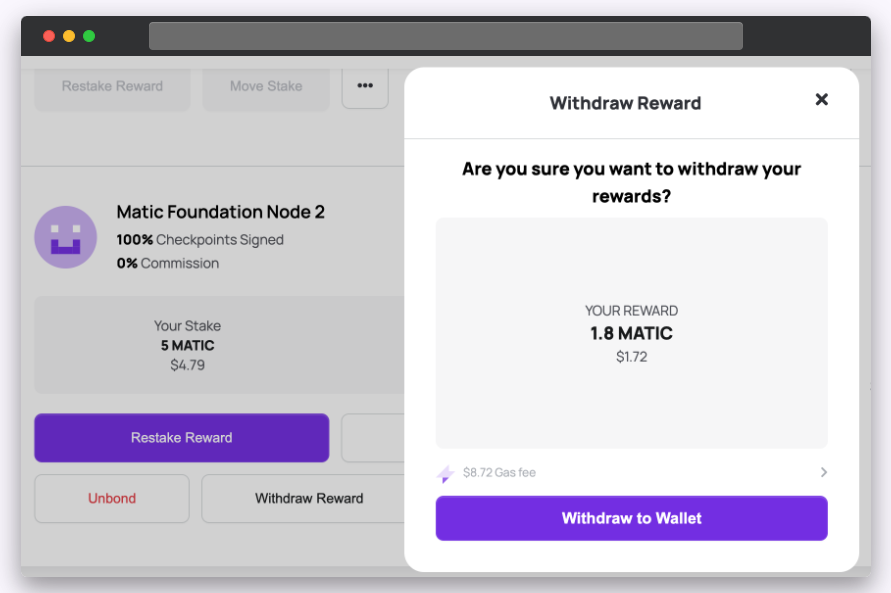 Restake Reward
Move Stake
•••
Matic Foundation Node 2
100% Checkpoints Signed
0% Commission
Your Stake
5 MATIC
$4.79
Restake Reward
Unbond
Withdraw Reward
Withdraw Reward
Are you sure you want to withdraw your
rewards?
YOUR REWARD
1.8 MATIC
$1.72
$8.72 Gas fee
Withdraw to Wallet